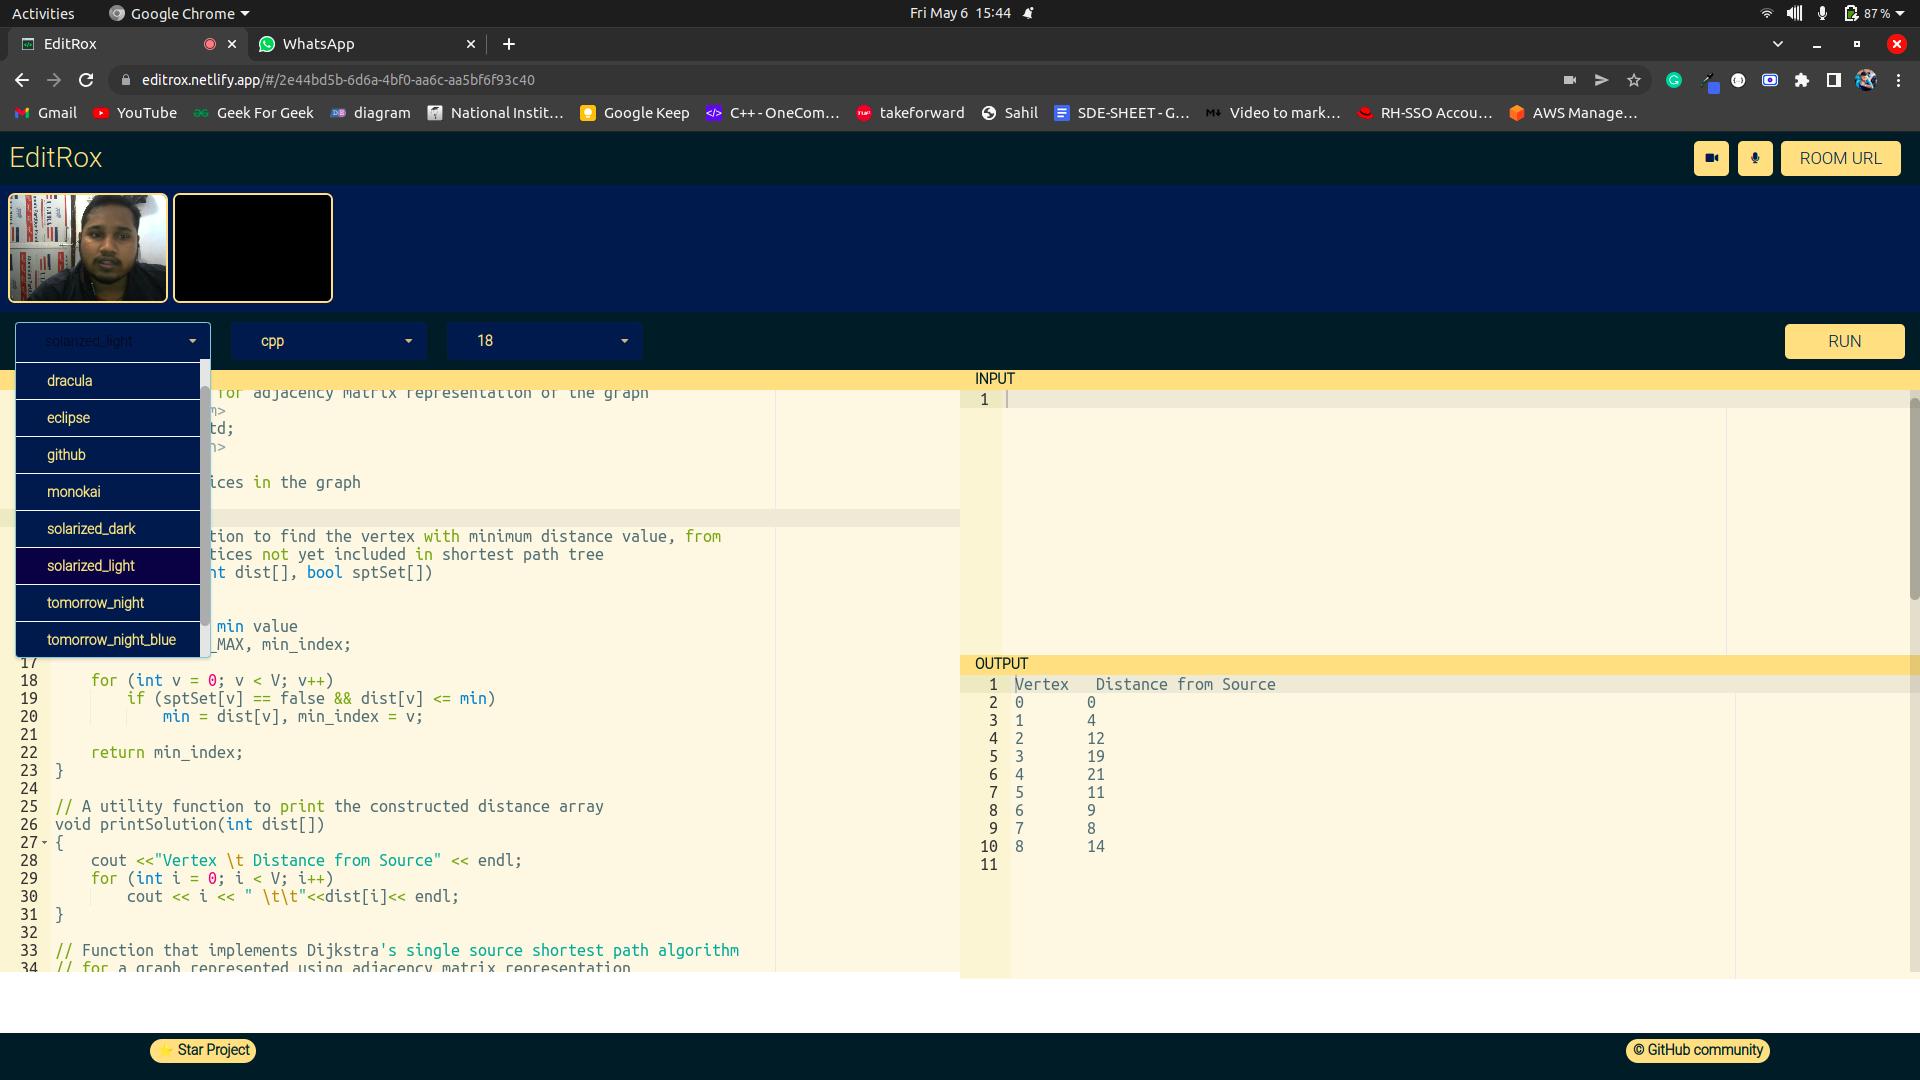 Activities
Google Chrome
Fri May 6 15:44
87 %
EditRox
WhatsApp
editrox.netlify.app/#/2e44bd5b-6d6a-4bf0-aa6c-aa5bf6f93c40
Gmail
YouTube
Geek For Geek
diagram
National Instit...
Google Keep
C++ - OneCom...
takeforward
Sahil
SDE-SHEET - G...
Video to mark...
RH-SSO Accou...
AWS Manage...
EditRox
ROOM URL
solarized_light
cpp
18
RUN
dracula
eclipse
github
monokai
solarized_dark
solarized_light
tomorrow_night
tomorrow_night_blue
for adjacency matrix representation of the graph
m>
td;
n>
ices in the graph
tion to find the vertex with minimum distance value, from
tices not yet included in shortest path tree
nt dist[], bool sptSet[])
min value
_MAX, min_index;
17
18 for (int v = 0; v < V; v++)
19 if (sptSet[v] == false && dist[v] <= min)
20 min = dist[v], min_index = v;
21
22 return min_index;
23 }
24
25 // A utility function to print the constructed distance array
26 void printSolution(int dist[])
27 {
28 cout <<"Vertex \t Distance from Source" << endl;
29 for (int i = 0; i < V; i++)
30 cout << i << " \t\t"<<dist[i]<< endl;
31 }
32
33 // Function that implements Dijkstra's single source shortest path algorithm
34 // for a graph represented using adjacency matrix representation
INPUT
1
OUTPUT
1 Vertex Distance from Source
2 0 0
3 1 4
4 2 12
5 3 19
6 4 21
7 5 11
8 6 9
9 7 8
10 8 14
11
Star Project
© GitHub community